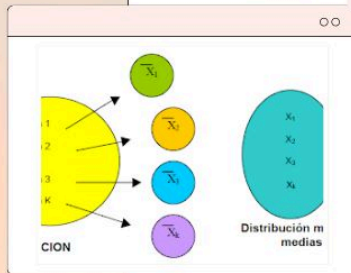 X̄₁
1
2
X̄₂
3
X̄₃
K
X̄ₖ
X₁
X₂
X₃
Xₖ
CION
Distribución m
medias